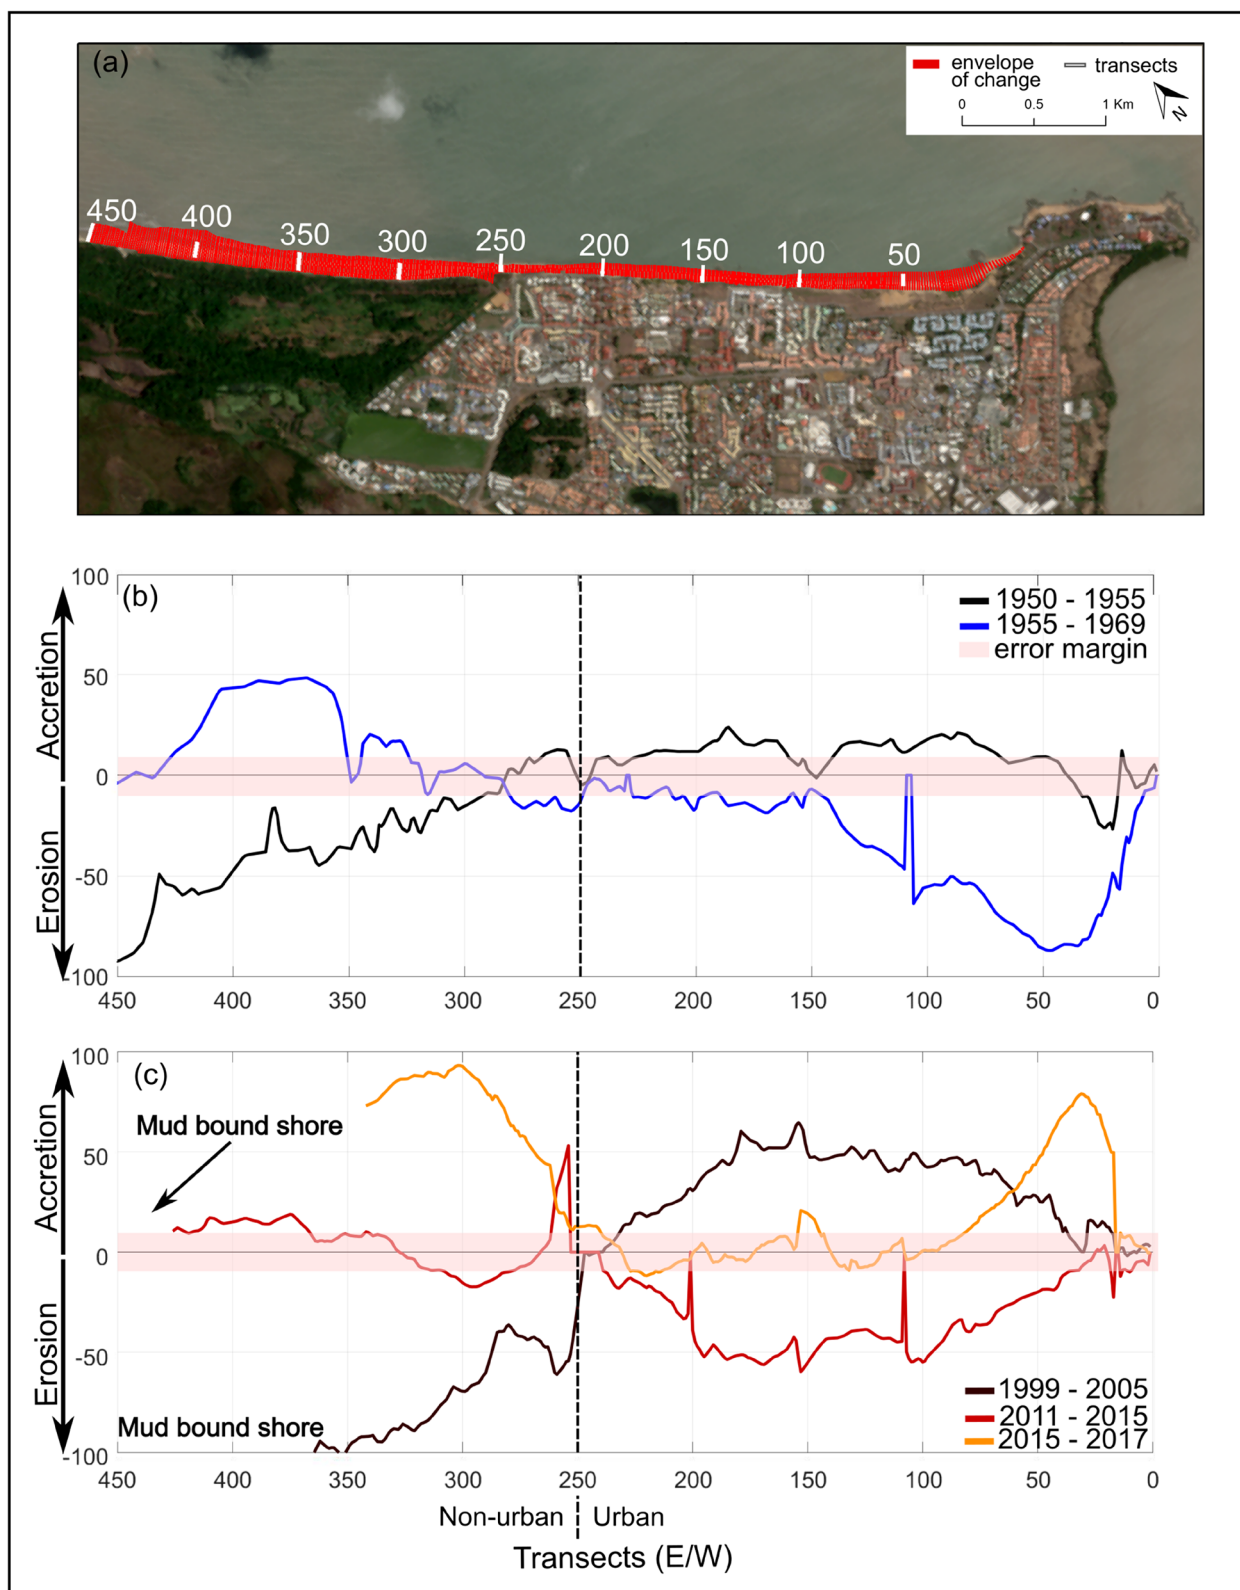 (a)
envelope
of change
transects
0 0.5 1 Km
N
450 400 350 300 250 200 150 100 50
(b)
100
50
0
-50
-100
Accretion
Erosion
1950 - 1955
1955 - 1969
error margin
450 400 350 300 250 200 150 100 50 0
(c)
100
50
0
-50
-100
Accretion
Erosion
Mud bound shore
Mud bound shore
1999 - 2005
2011 - 2015
2015 - 2017
450 400 350 300 250 200 150 100 50 0
Non-urban Urban
Transects (E/W)